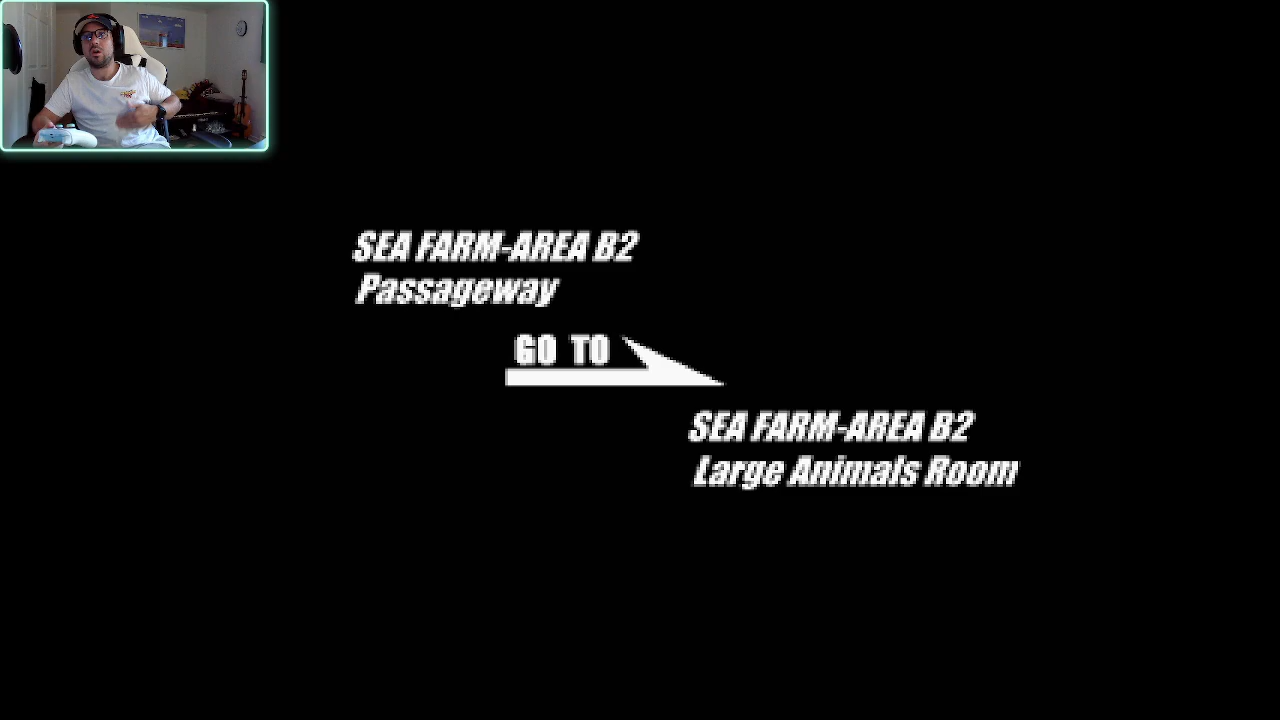 SEA FARM-AREA B2
Passageway
GO TO
SEA FARM-AREA B2
Large Animals Room